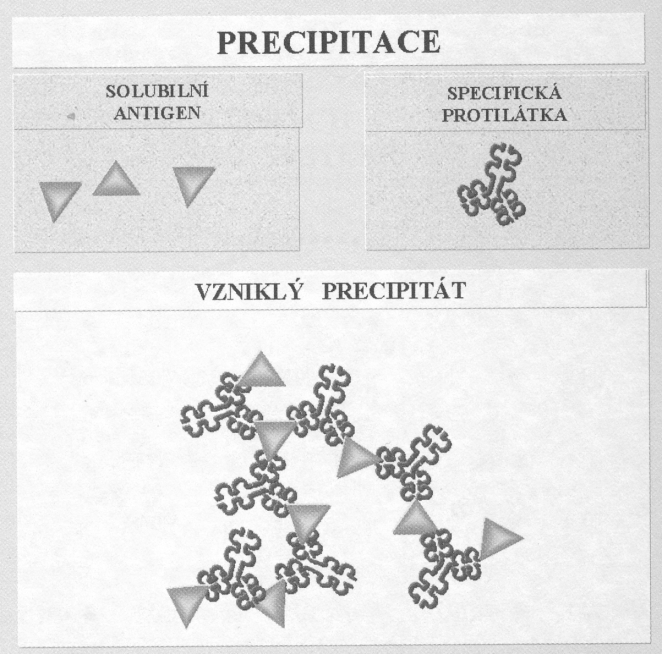 PRECIPITACE
SOLUBILNÍ
ANTIGEN
SPECIFICKÁ
PROTILÁTKA
VZNIKLÝ PRECIPITÁT